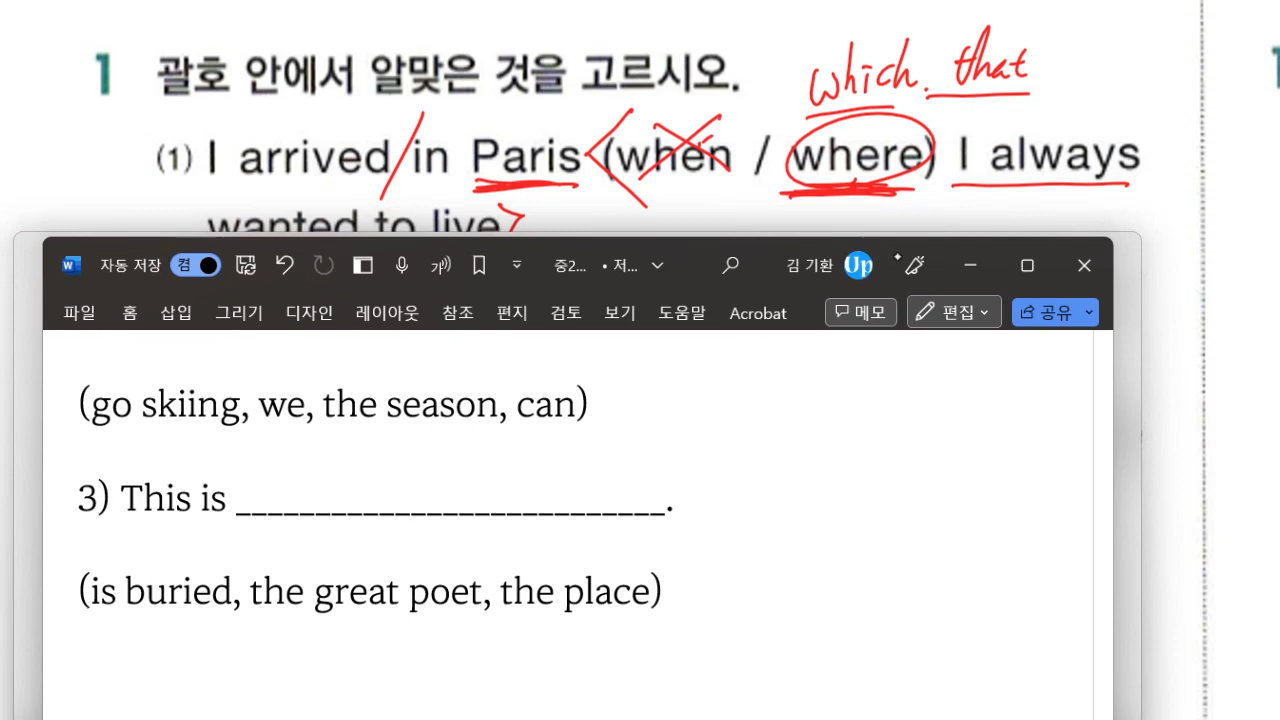 which. that
1 괄호 안에서 알맞은 것을 고르시오.
(1) I arrived / in Paris < (when / where) I always
wanted to live >
자동 저장 켬 가)) 중2... • 저... 김 기환 Up
파일 홈 삽입 그리기 디자인 레이아웃 참조 편지 검토 보기 도움말 Acrobat 메모 편집 공유
(go skiing, we, the season, can)
3) This is ___________________________.
(is buried, the great poet, the place)